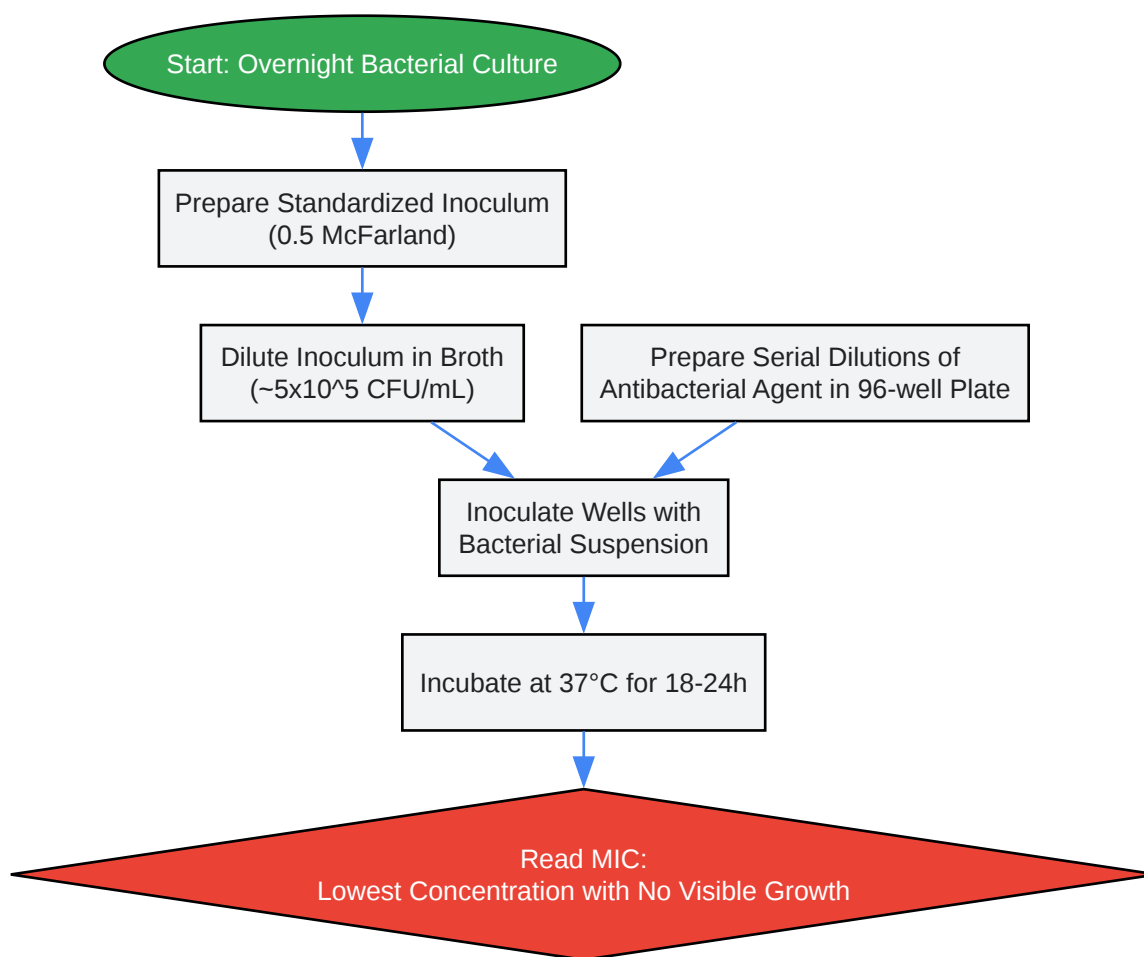 Start: Overnight Bacterial Culture
Prepare Standardized Inoculum
(0.5 McFarland)
Dilute Inoculum in Broth
(~5x10^5 CFU/mL)
Prepare Serial Dilutions of
Antibacterial Agent in 96-well Plate
Inoculate Wells with
Bacterial Suspension
Incubate at 37°C for 18-24h
Read MIC:
Lowest Concentration with No Visible Growth